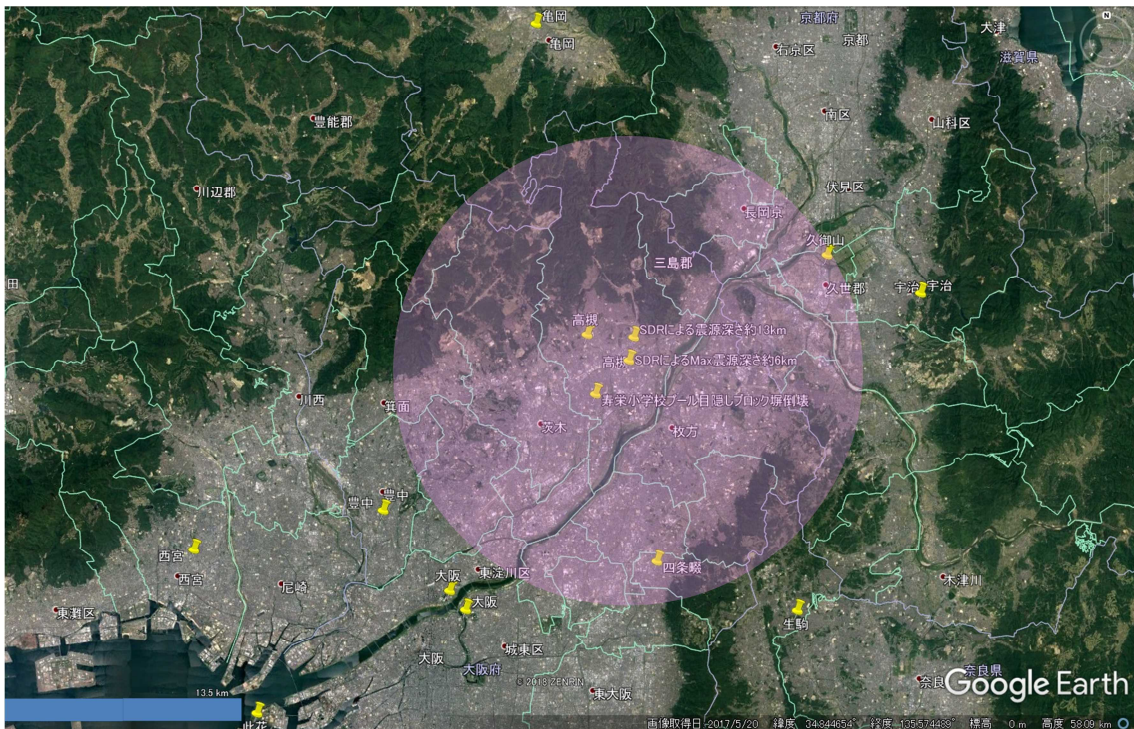 亀岡
亀岡
京都府
京都
右京区
大津
滋賀県
N
豊能郡
南区
山科区
川辺郡
伏見区
長岡京
久御山
三島郡
田
久世郡
宇治
宇治
高槻
SDRによる震源深さ約13km
高槻
SDRによるMax震源深さ約6km
川西
箕面
寿栄小学校プール目隠しブロック塀倒壊
茨木
枚方
豊中
豊中
西宮
西宮
尼崎
大阪
東淀川区
四条畷
木津川
東灘区
大阪
生駒
城東区
大阪
大阪府
© 2018 ZENRIN
奈良県
奈良
Google Earth
13.5 km
東大阪
此花
画像取得日 2017/5/20 緯度 34.844654° 経度 135.574489° 標高 0 m 高度 58.09 km